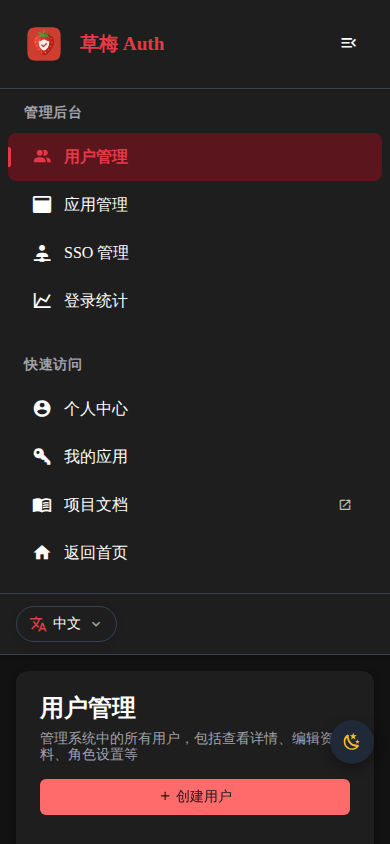 草梅 Auth
管理后台
用户管理
应用管理
SSO 管理
登录统计
快速访问
个人中心
我的应用
项目文档
返回首页
中文
用户管理
管理系统中的所有用户，包括查看详情、编辑资
料、角色设置等
+ 创建用户